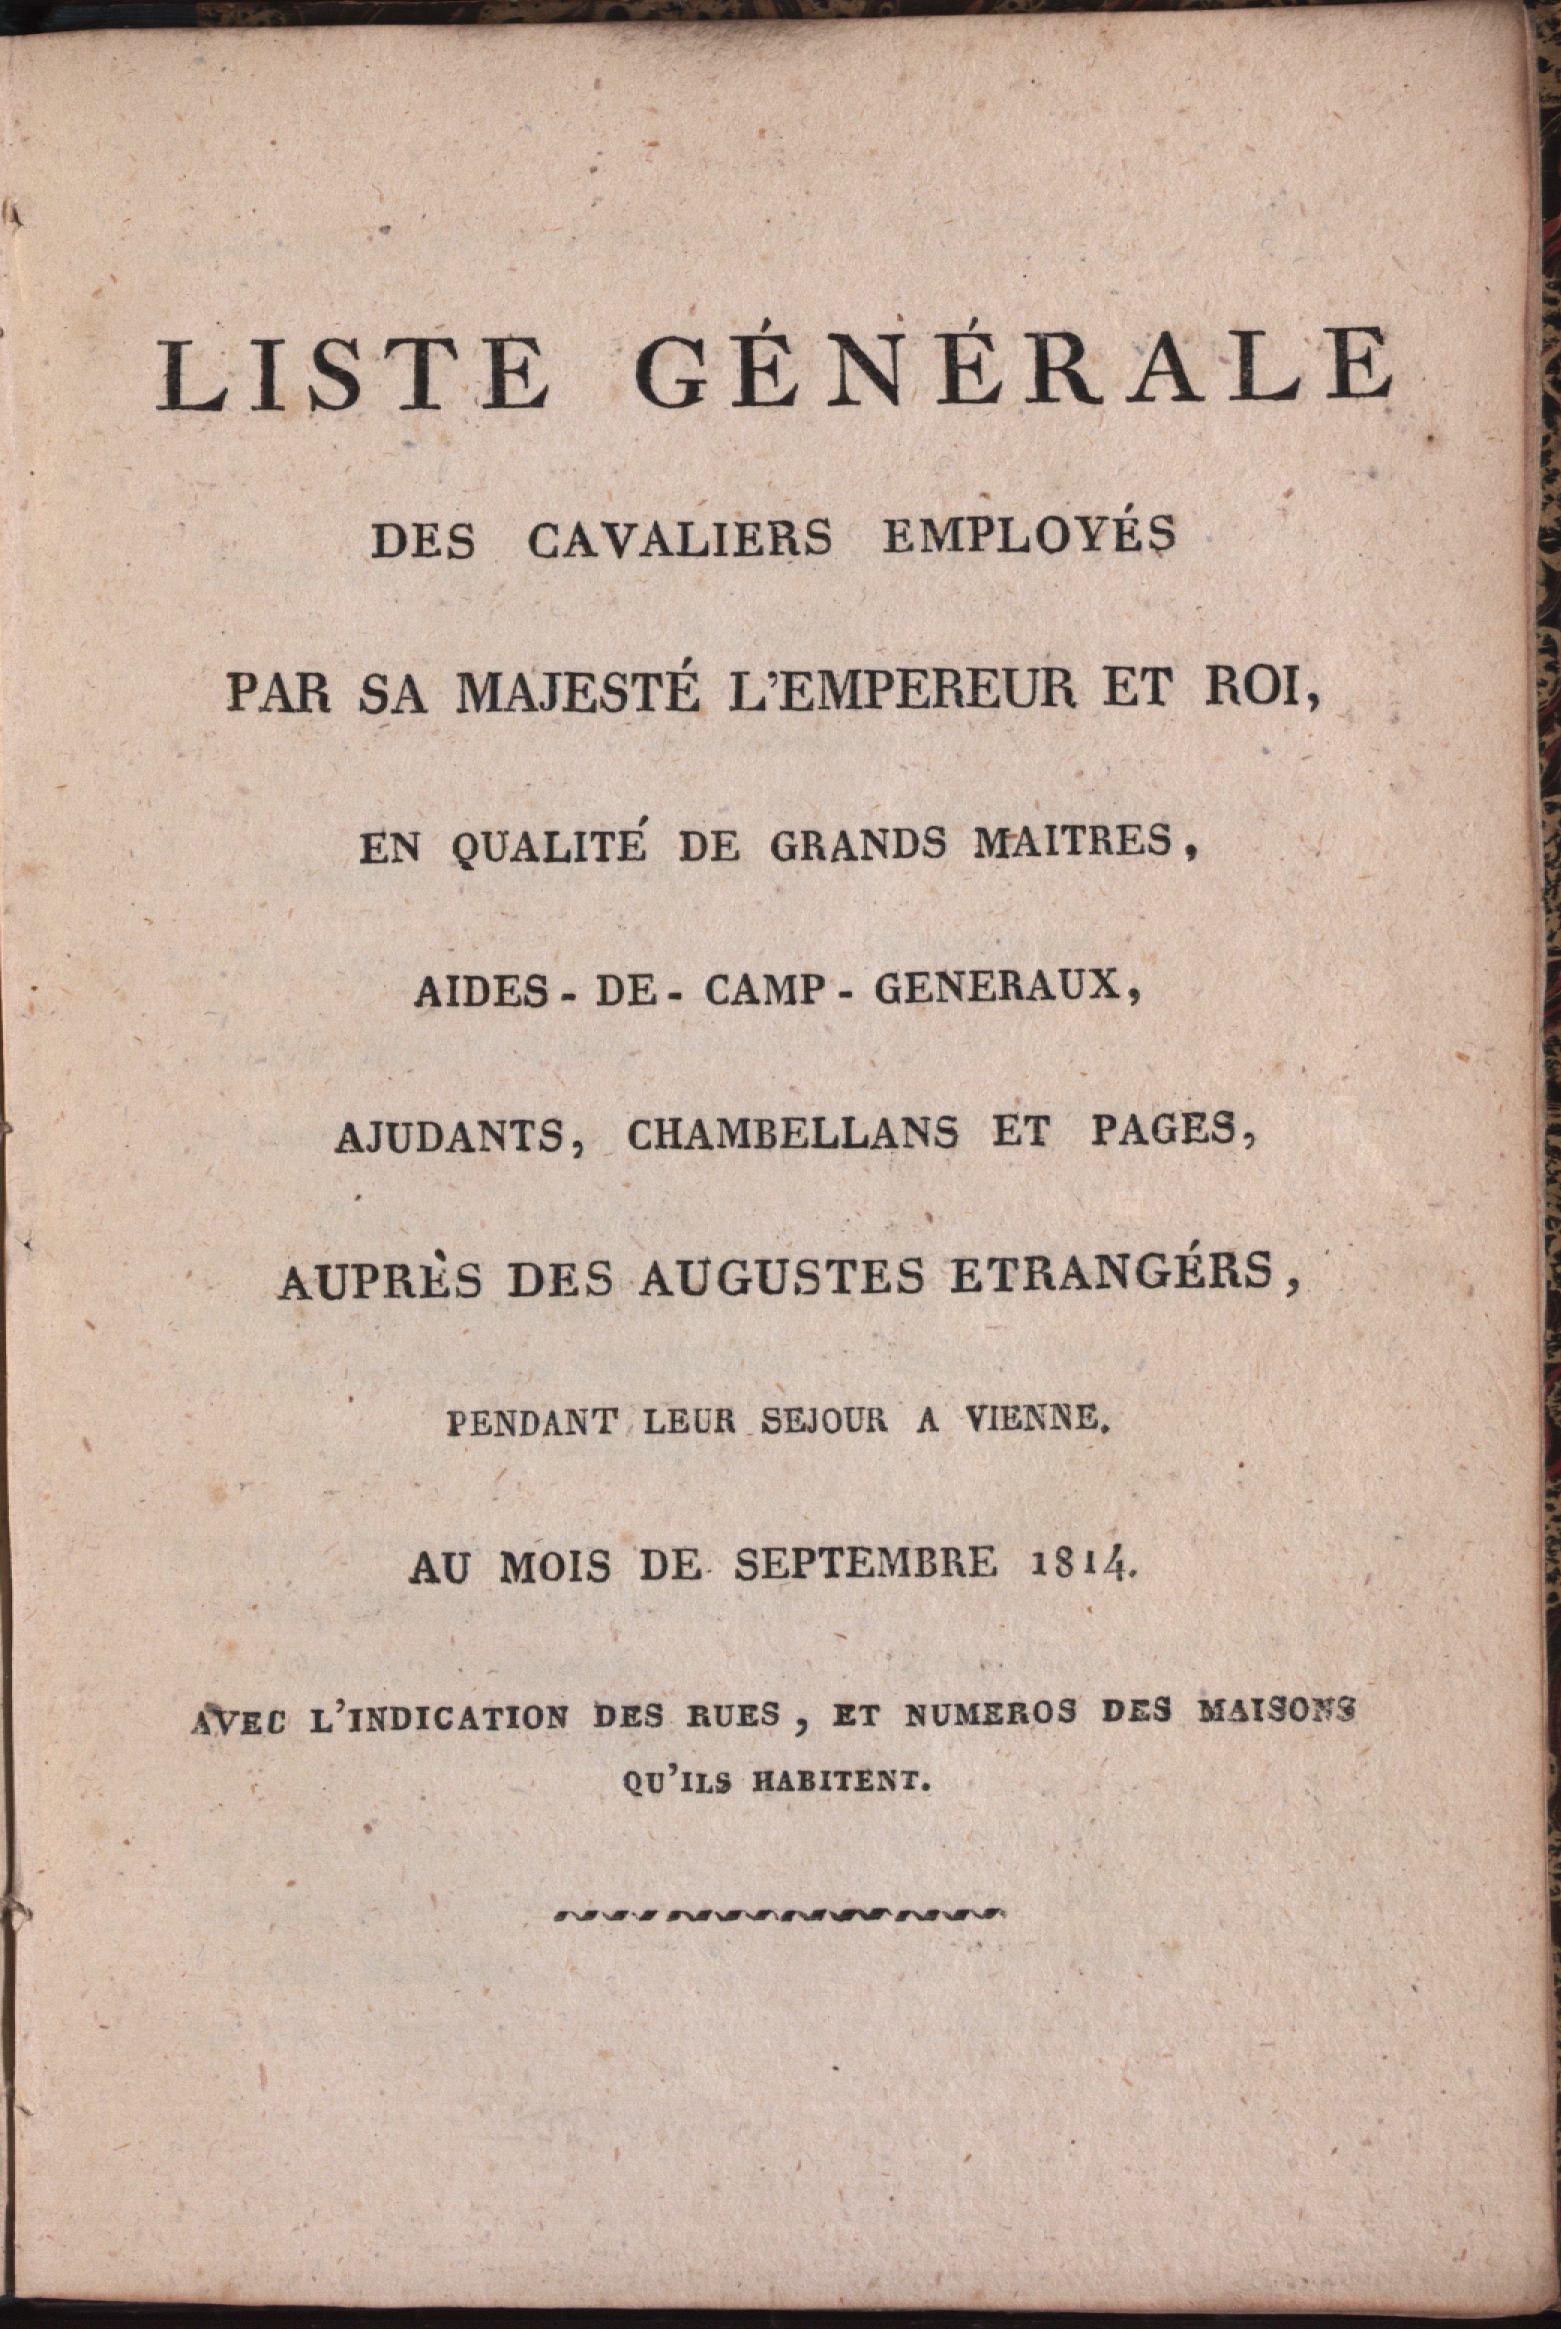 LISTE GÉNÉRALE
DES CAVALIERS EMPLOYÉS
PAR SA MAJESTÉ L'EMPEREUR ET ROI,
EN QUALITÉ DE GRANDS MAITRES,
AIDES-DE-CAMP-GENERAUX,
AJUDANTS, CHAMBELLANS ET PAGES,
AUPRÈS DES AUGUSTES ETRANGÉRS,
PENDANT LEUR SEJOUR A VIENNE.
AU MOIS DE SEPTEMBRE 1814.
AVEC L'INDICATION DES RUES, ET NUMEROS DES MAISONS
QU'ILS HABITENT.